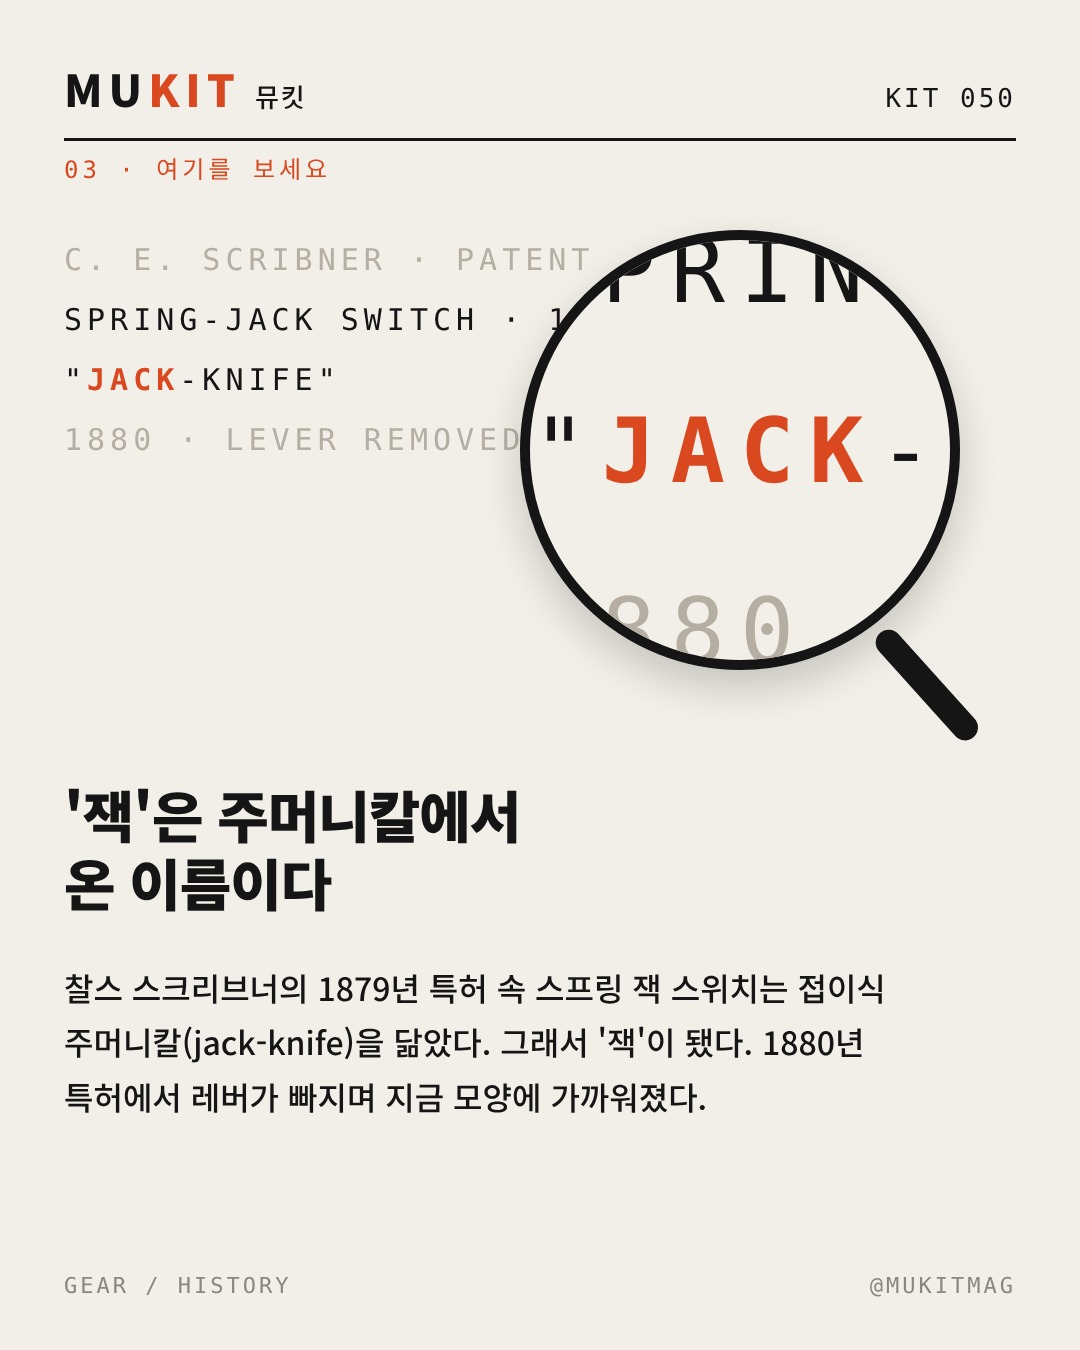 MUKIT 뮤킷
KIT 050
03 · 여기를 보세요
C. E. SCRIBNER · PATENT
SPRING-JACK SWITCH · 1
"JACK-KNIFE"
1880 · LEVER REMOVED
PRIN
"JACK-
880
'잭'은 주머니칼에서
온 이름이다
찰스 스크리브너의 1879년 특허 속 스프링 잭 스위치는 접이식
주머니칼(jack-knife)을 닮았다. 그래서 '잭'이 됐다. 1880년
특허에서 레버가 빠지며 지금 모양에 가까워졌다.
GEAR / HISTORY
@MUKITMAG